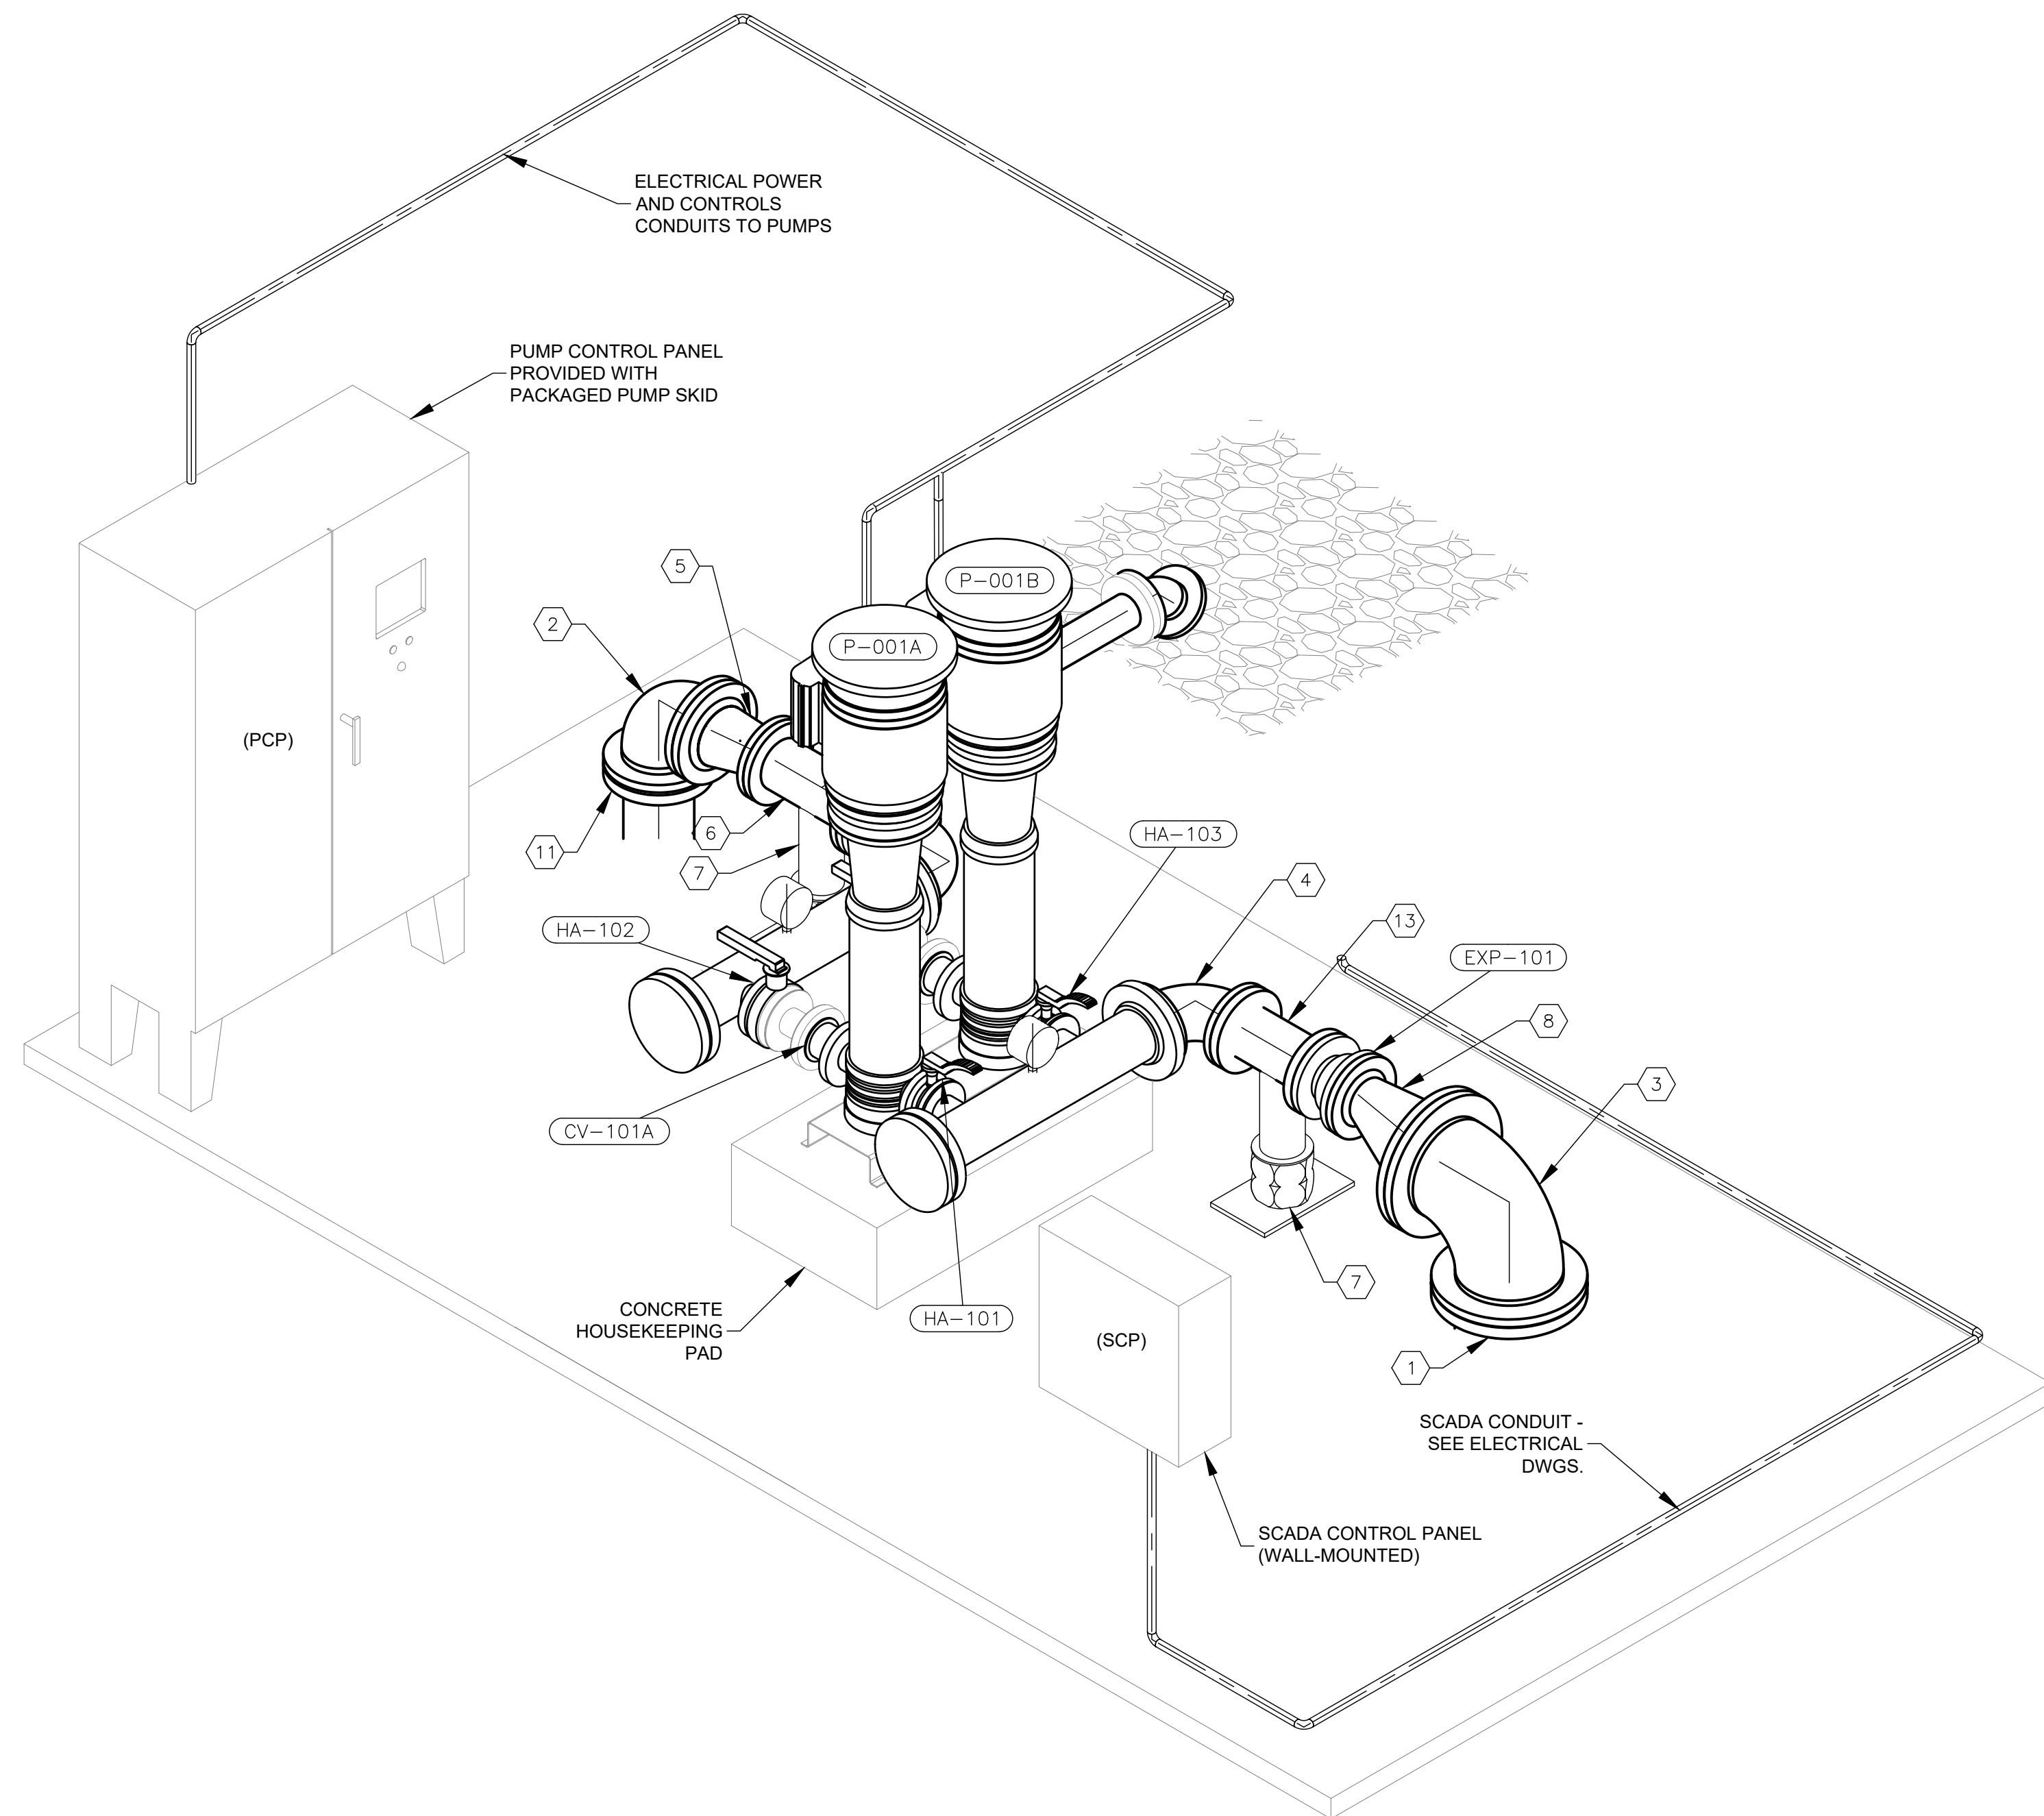 ELECTRICAL POWER
AND CONTROLS
CONDUITS TO PUMPS
PUMP CONTROL PANEL
PROVIDED WITH
PACKAGED PUMP SKID
5
P-001B
2
P-001A
(PCP)
6
11
7
HA-103
4
13
HA-102
EXP-101
8
3
CV-101A
7
CONCRETE
HOUSEKEEPING
PAD
HA-101
(SCP)
1
SCADA CONDUIT -
SEE ELECTRICAL
DWGS.
SCADA CONTROL PANEL
(WALL-MOUNTED)